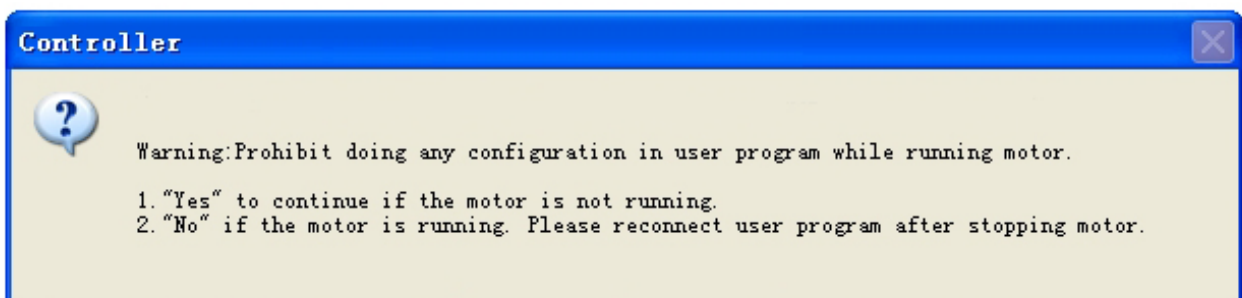 Controller
Warning:Prohibit doing any configuration in user program while running motor.
1."Yes" to continue if the motor is not running.
2."No" if the motor is running. Please reconnect user program after stopping motor.